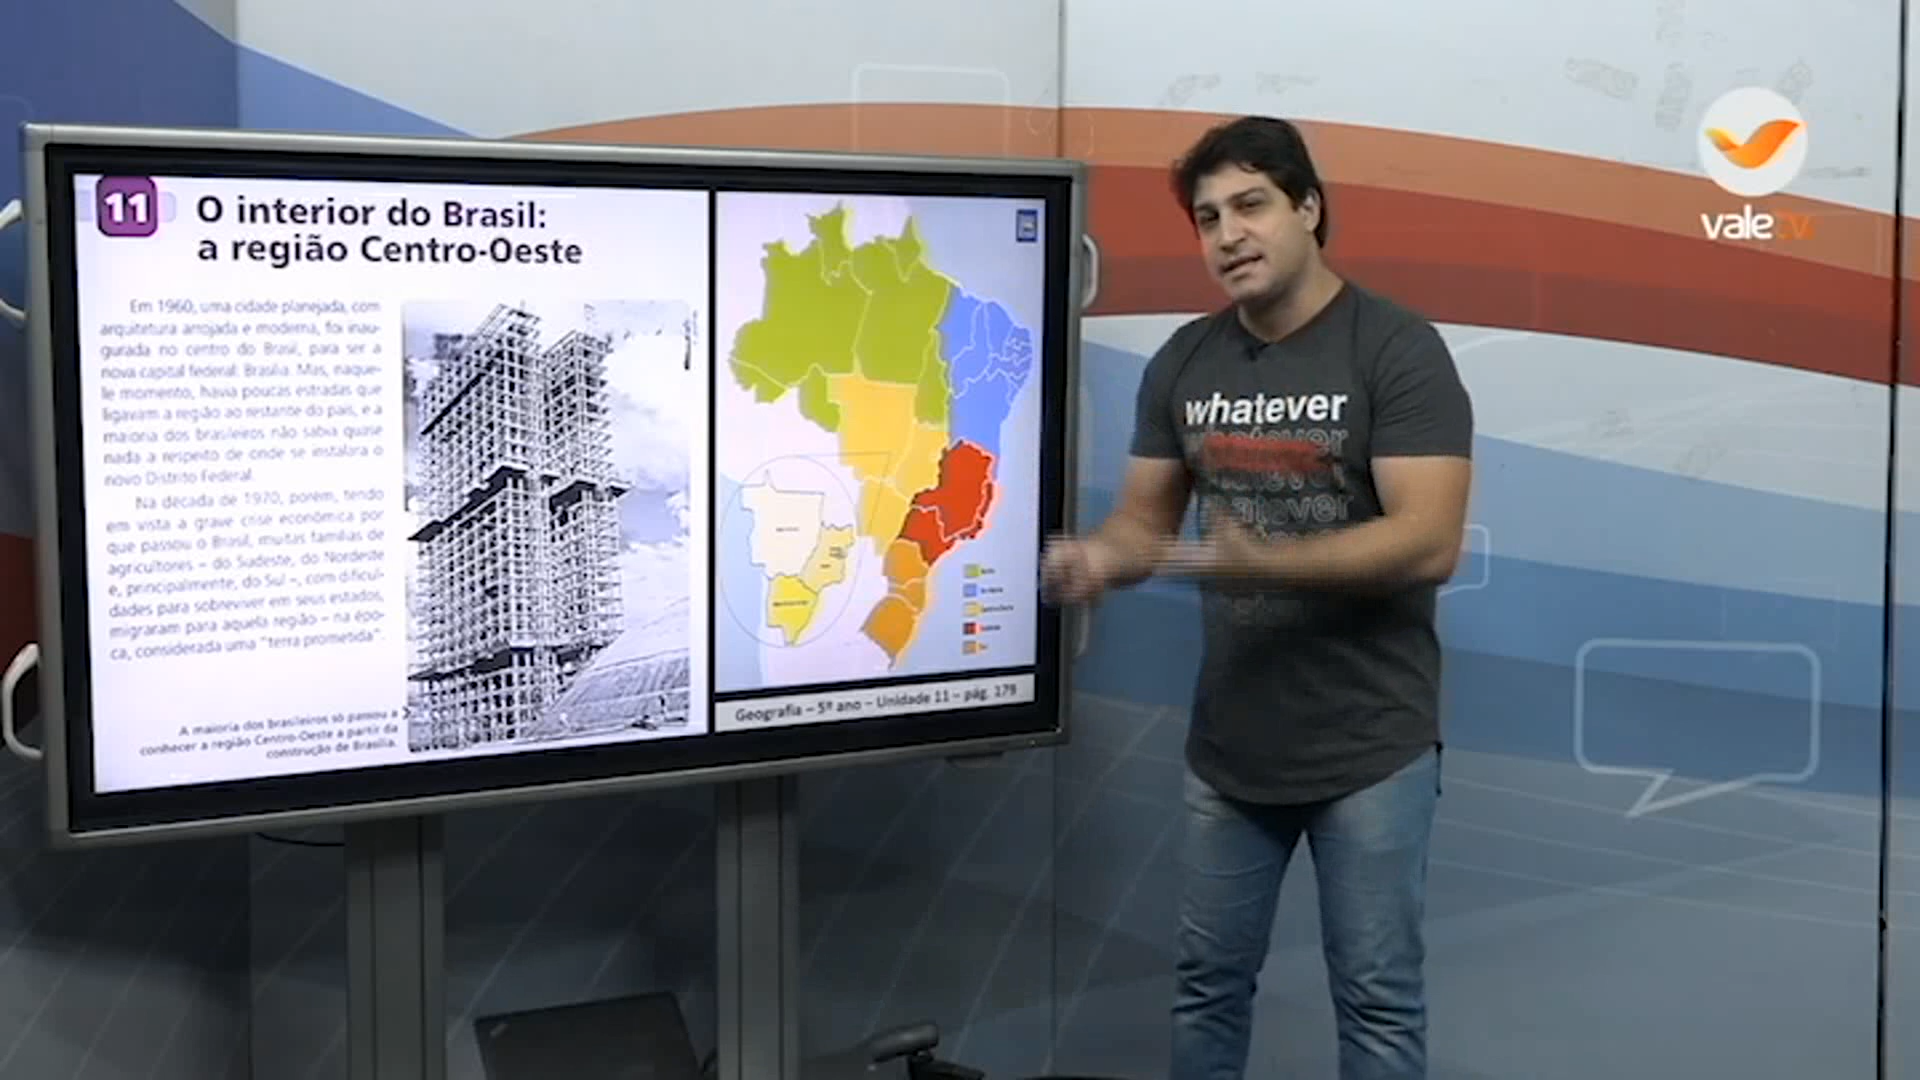 11
O interior do Brasil:
a região Centro-Oeste
Em 1960, uma cidade planejada, com
arquitetura arrojada e moderna, foi inau-
gurada no centro do Brasil, para ser a
nova capital federal: Brasília. Mas, naque-
le momento, havia poucas estradas que
ligavam a região ao restante do país, e a
maioria dos brasileiros não sabia quase
nada a respeito de onde se instalara o
novo Distrito Federal.
Na década de 1970, porém, tendo
em vista a grave crise econômica por
que passou o Brasil, muitas famílias de
agricultores – do Sudeste, do Nordeste
e, principalmente, do Sul –, com dificul-
dades para sobreviver em seus estados,
migraram para aquela região – na épo-
ca, considerada uma "terra prometida".
A maioria dos brasileiros só passou a
conhecer a região Centro-Oeste a partir da
construção de Brasília.
Geografia – 5º ano – Unidade 11 – pág. 179
whatever
whatever
whatever
whatever
valetv